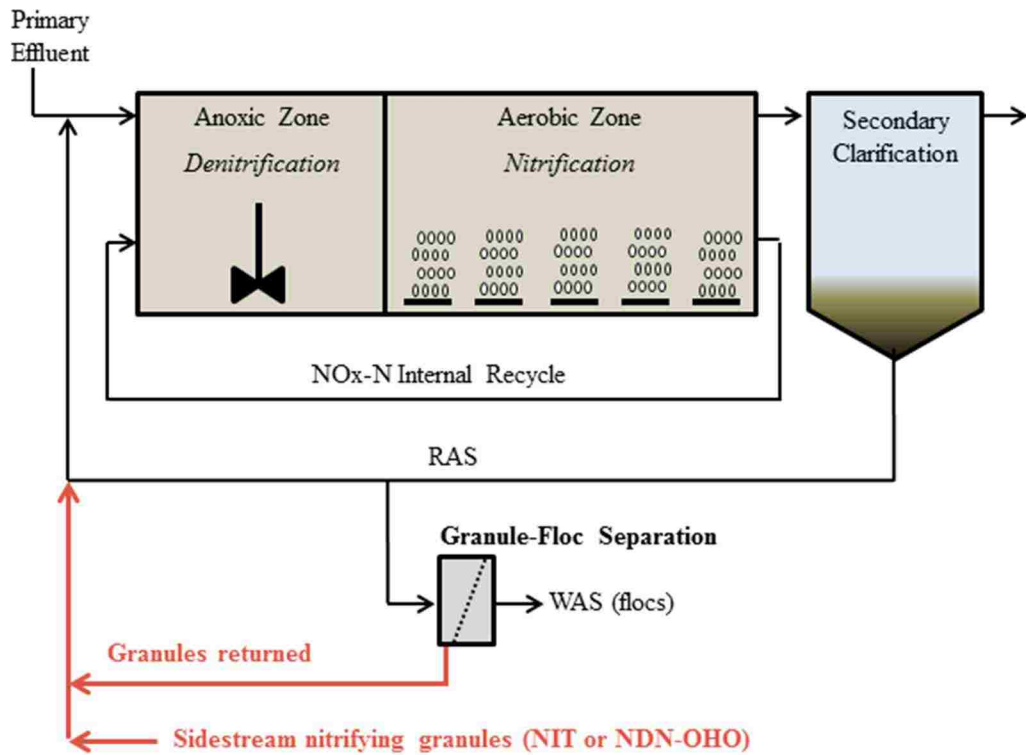 Primary
Effluent
Anoxic Zone
Denitrification
Aerobic Zone
Nitrification
Secondary
Clarification
NOx-N Internal Recycle
RAS
Granule-Floc Separation
WAS (flocs)
Granules returned
Sidestream nitrifying granules (NIT or NDN-OHO)